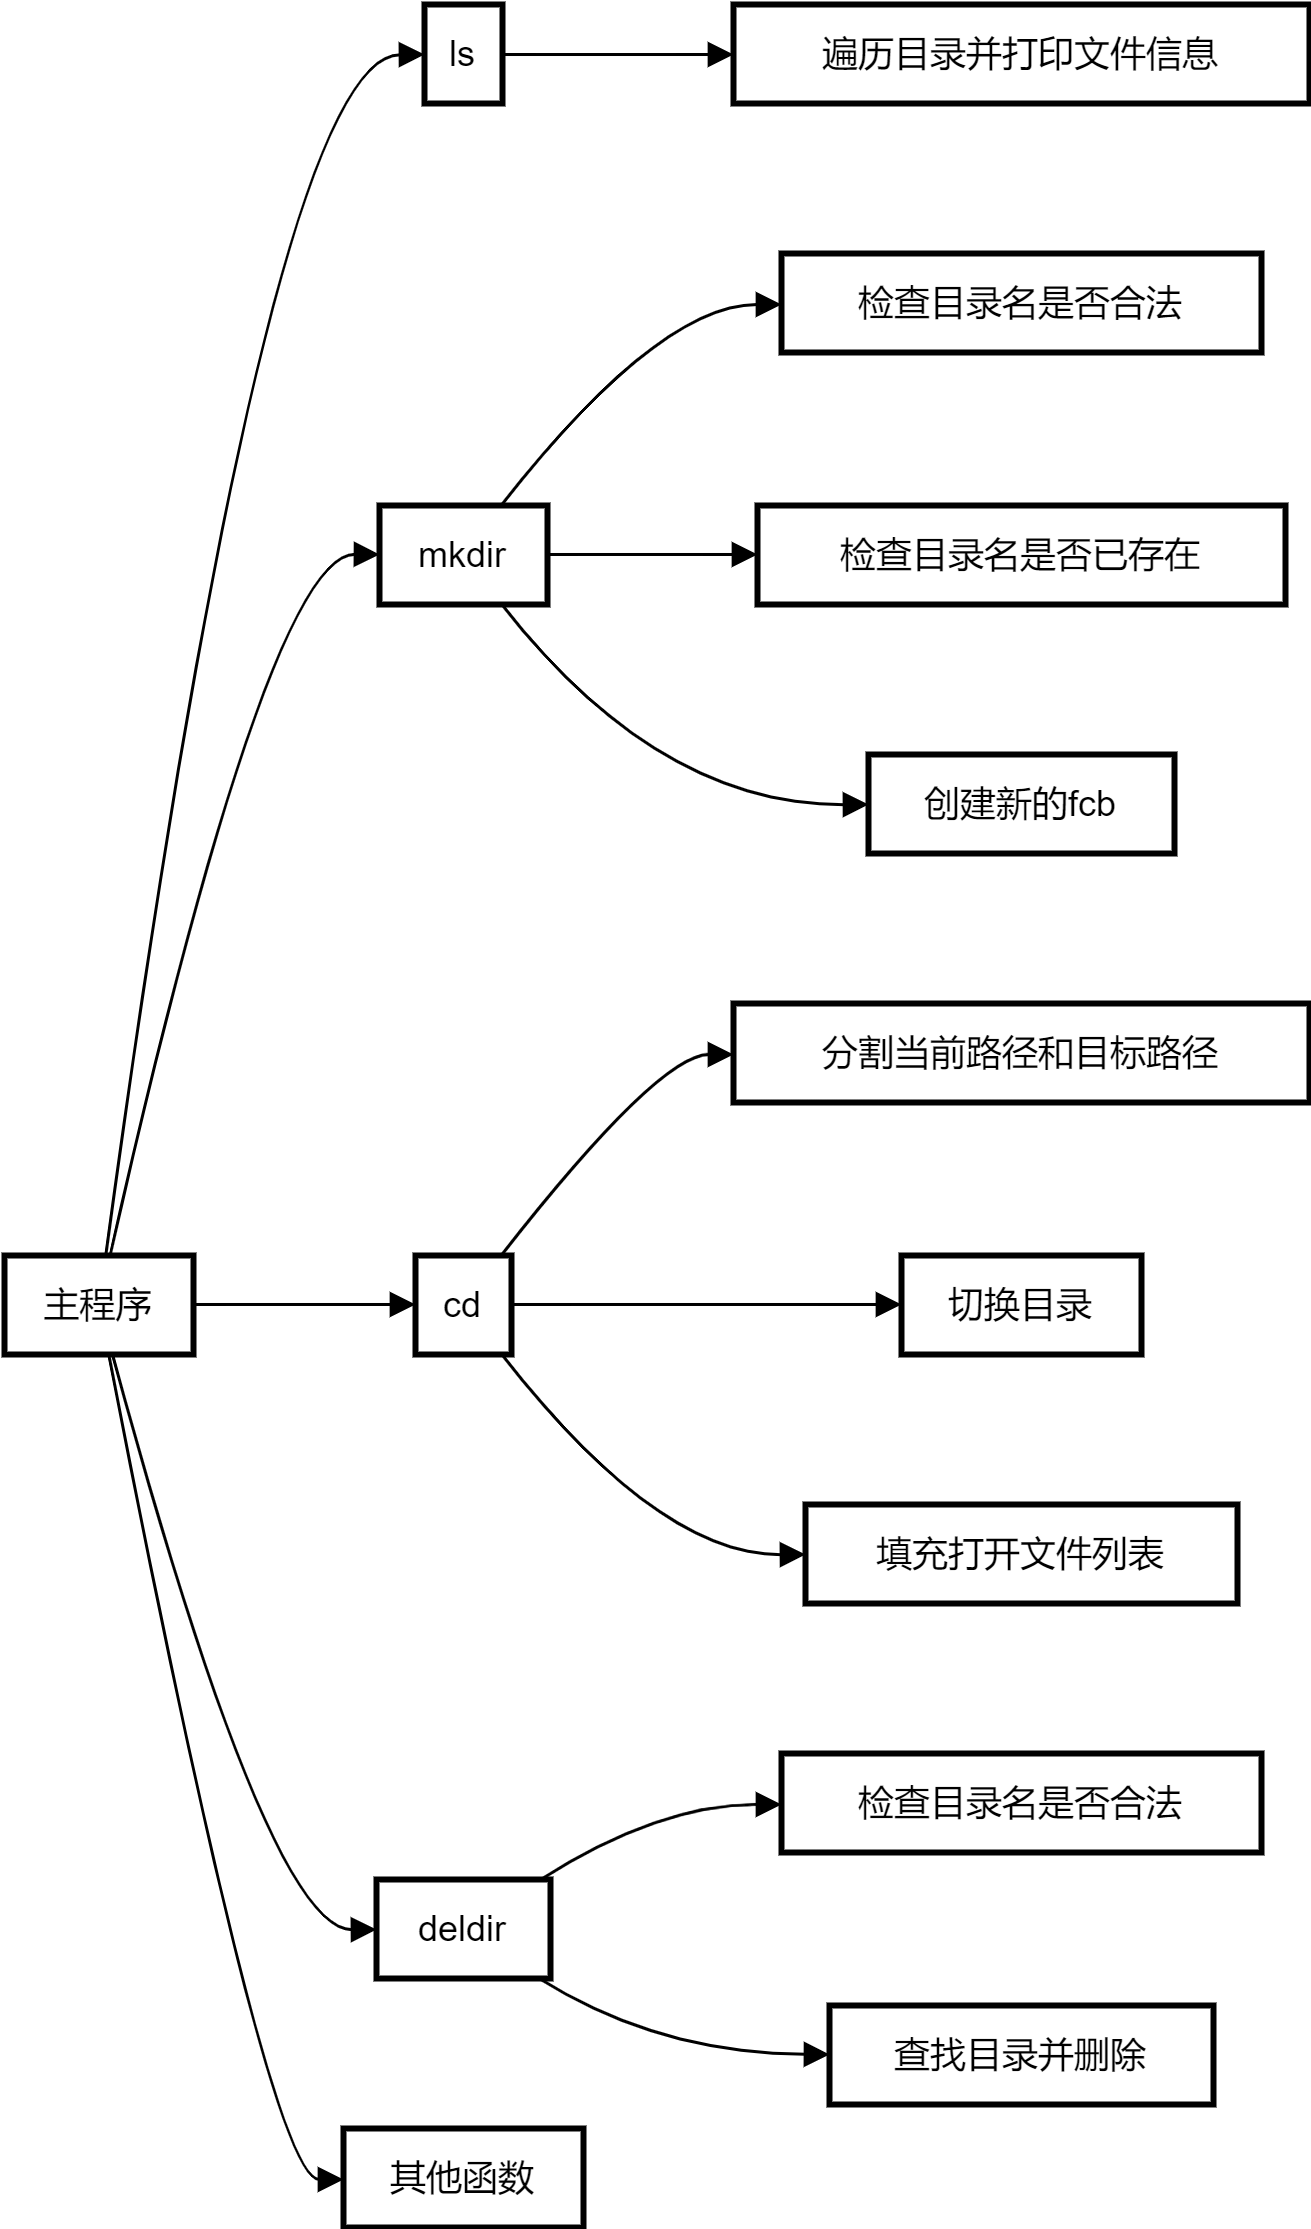 ls
遍历目录并打印文件信息
检查目录名是否合法
mkdir
检查目录名是否已存在
创建新的fcb
分割当前路径和目标路径
主程序
cd
切换目录
填充打开文件列表
检查目录名是否合法
deldir
查找目录并删除
其他函数